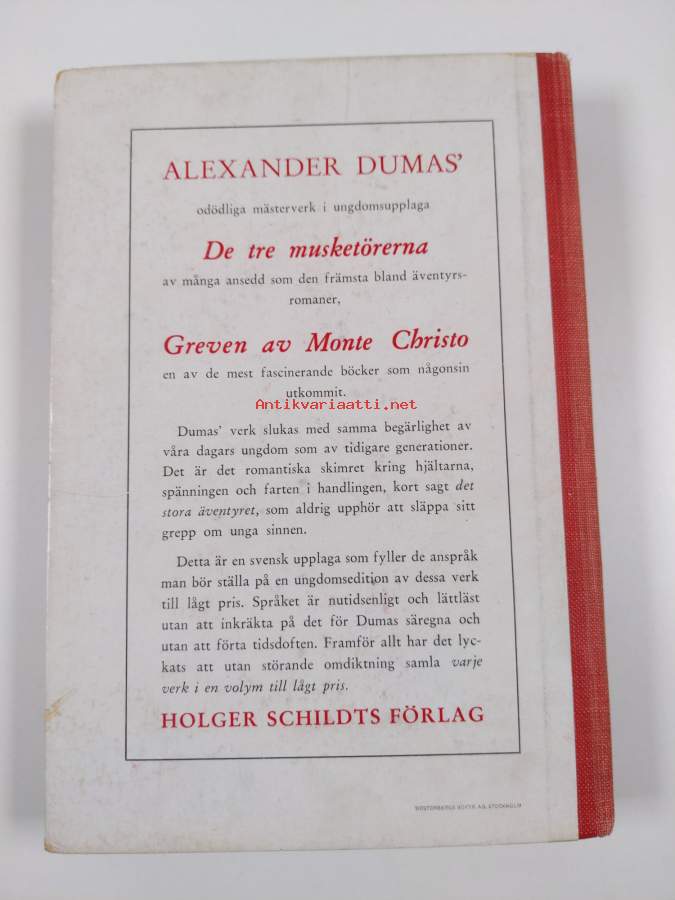 ALEXANDER DUMAS'
odödliga mästerverk i ungdomsupplaga
De tre musketörerna
av många ansedd som den främsta bland äventyrs-
romaner,
Greven av Monte Christo
en av de mest fascinerande böcker som någonsin
utkommit.
Antikvariaatti.net
Dumas' verk slukas med samma begärlighet av
våra dagars ungdom som av tidigare generationer.
Det är det romantiska skimret kring hjältarna,
spänningen och farten i handlingen, kort sagt det
stora äventyret, som aldrig upphör att släppa sitt
grepp om unga sinnen.
Detta är en svensk upplaga som fyller de anspråk
man bör ställa på en ungdomsedition av dessa verk
till lågt pris. Språket är nutidsenligt och lättläst
utan att inkräkta på det för Dumas säregna och
utan att förta tidsdoften. Framför allt har det lyc-
kats att utan störande omdiktning samla varje
verk i en volym till lågt pris.
HOLGER SCHILDTS FÖRLAG
AB, STOCKHOLM